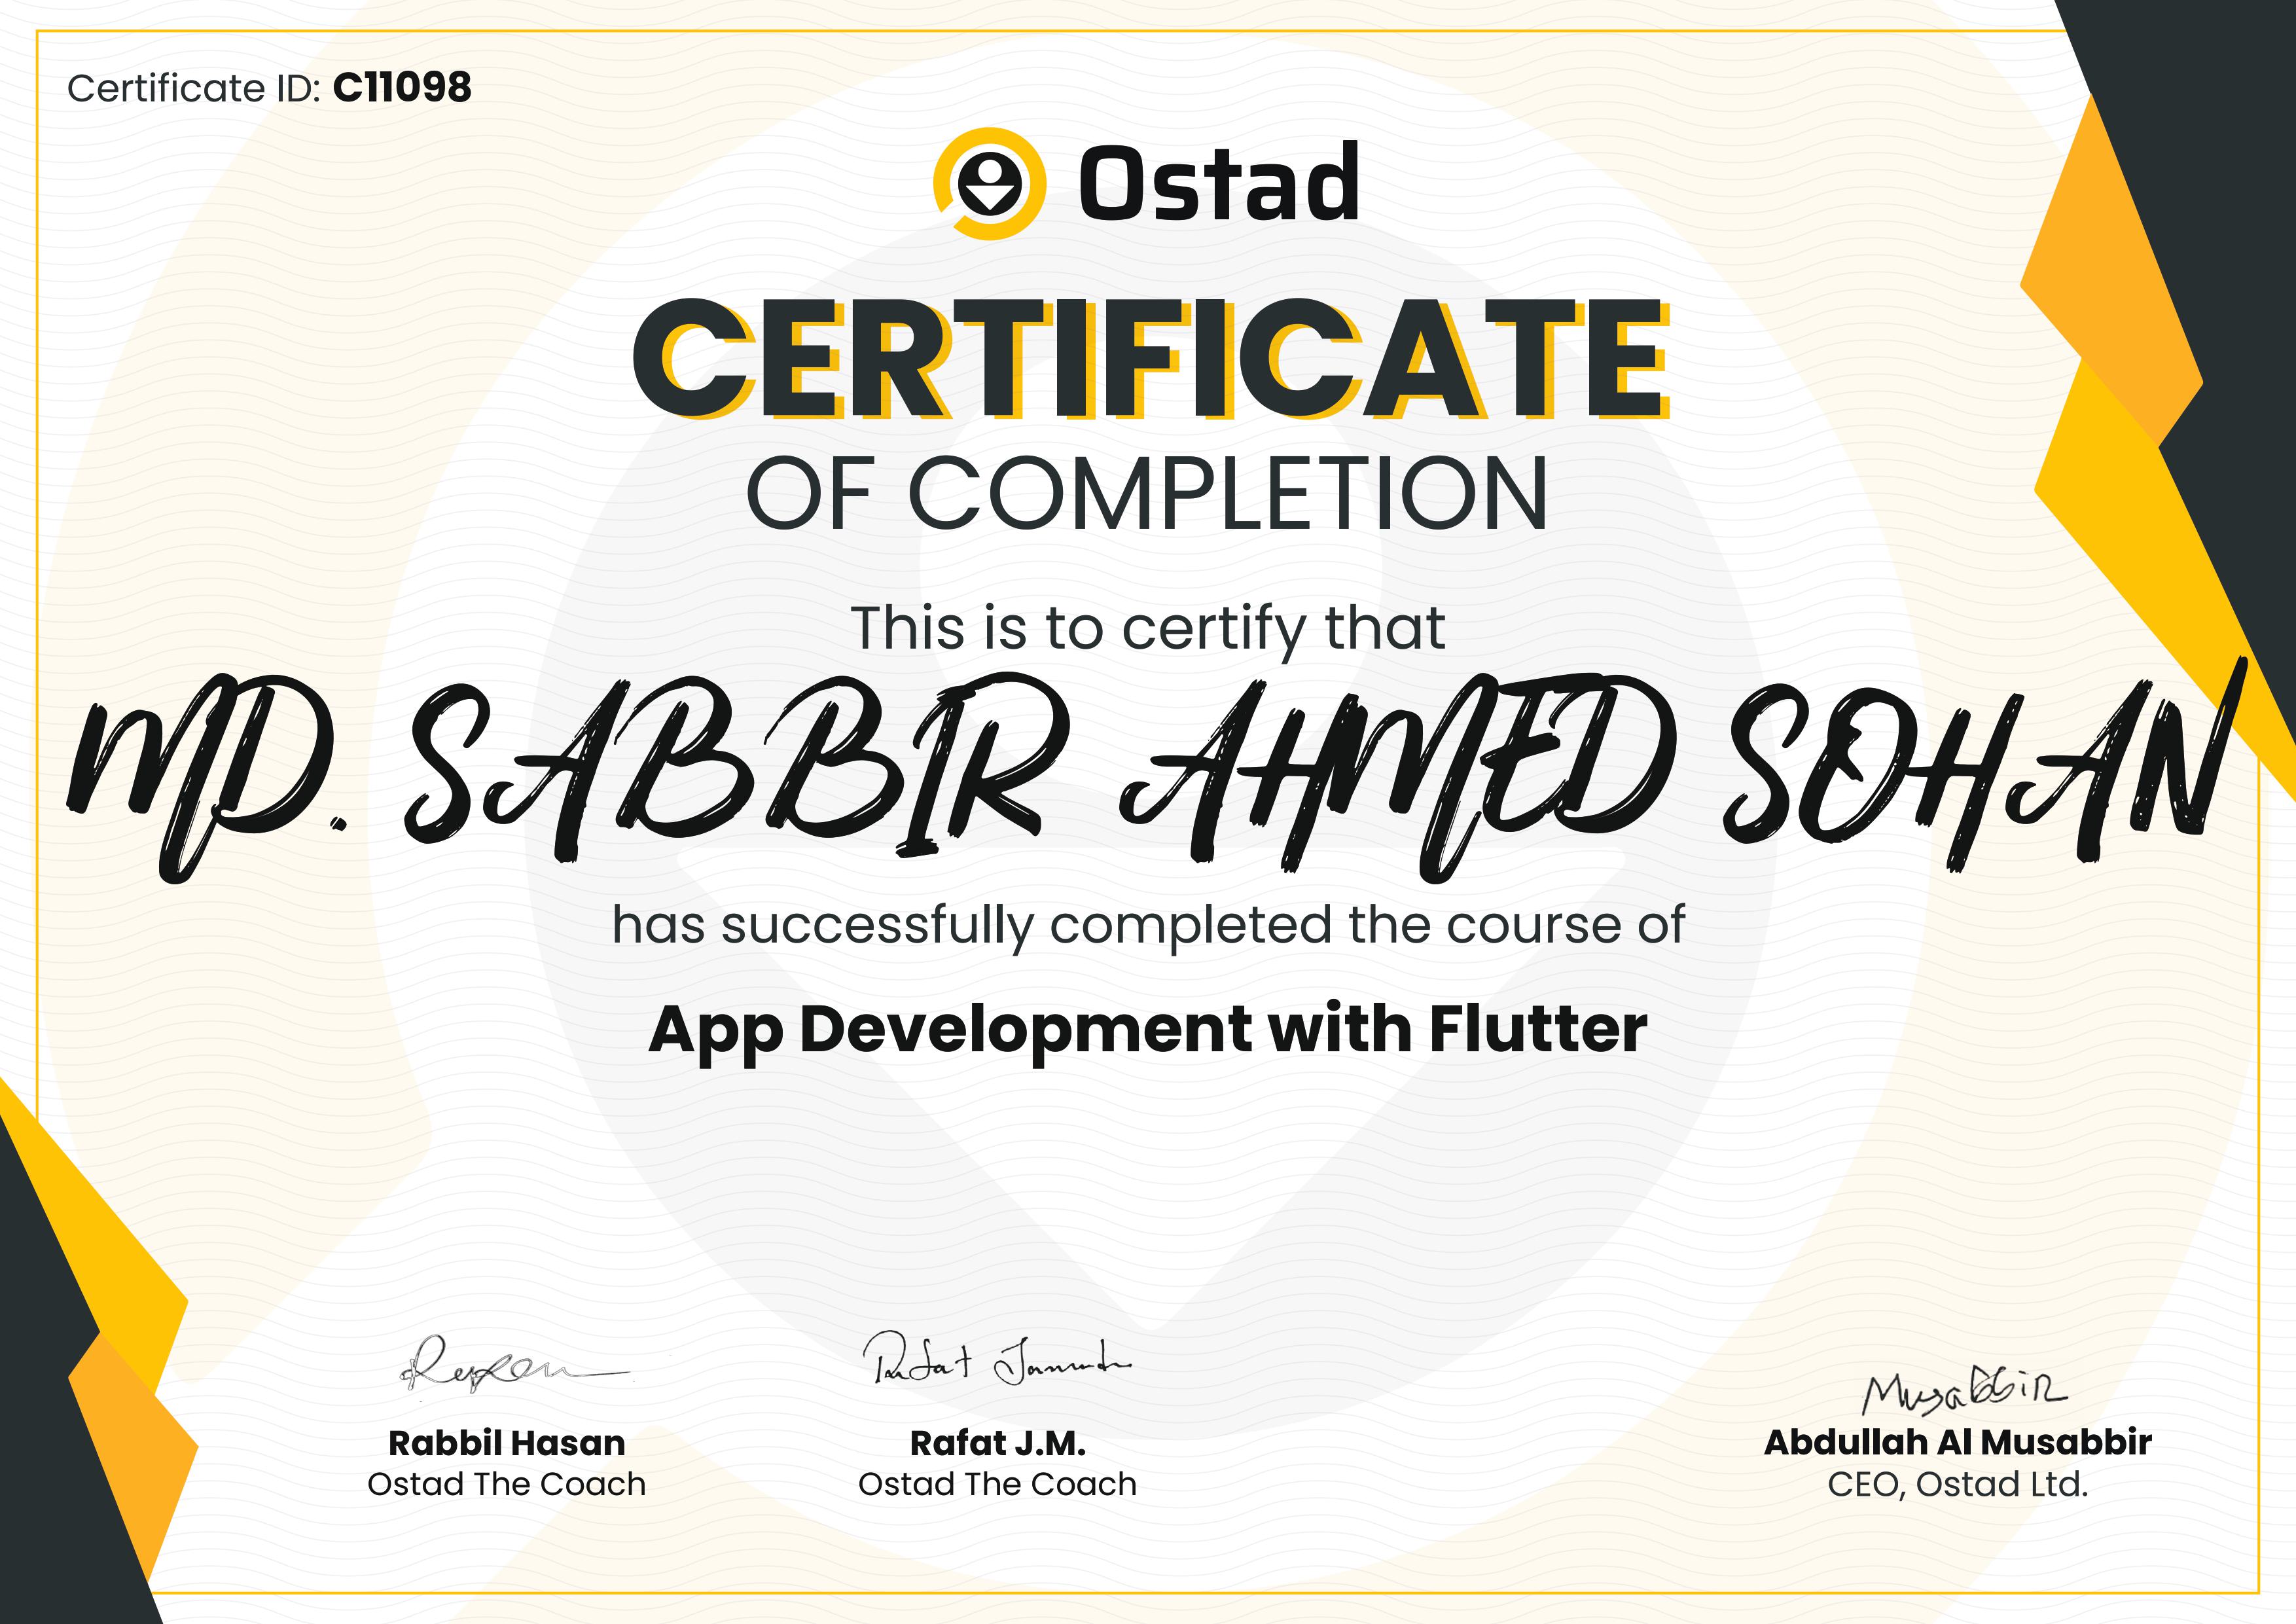 Certificate ID: C11098
Ostad
CERTIFICATE
OF COMPLETION
This is to certify that
MD. SABBIR AHMED SOHAN
has successfully completed the course of
App Development with Flutter
Musabbir
Rabbil Hasan
Ostad The Coach
Rafat J.M.
Ostad The Coach
Abdullah Al Musabbir
CEO, Ostad Ltd.